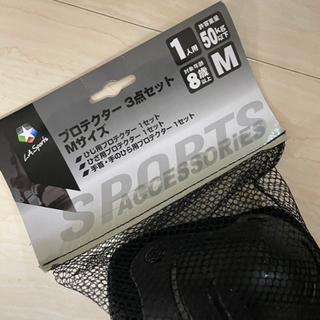 LA Sports
プロテクター 3点セット
Mサイズ
ひじ用プロテクター 1セット
ひざ用プロテクター 1セット
手首・手のひら用プロテクター 1セット
1人用
許容体重
50kg以下
対象年齢
8歳以上
M
SPORTS
ACCESSORIES